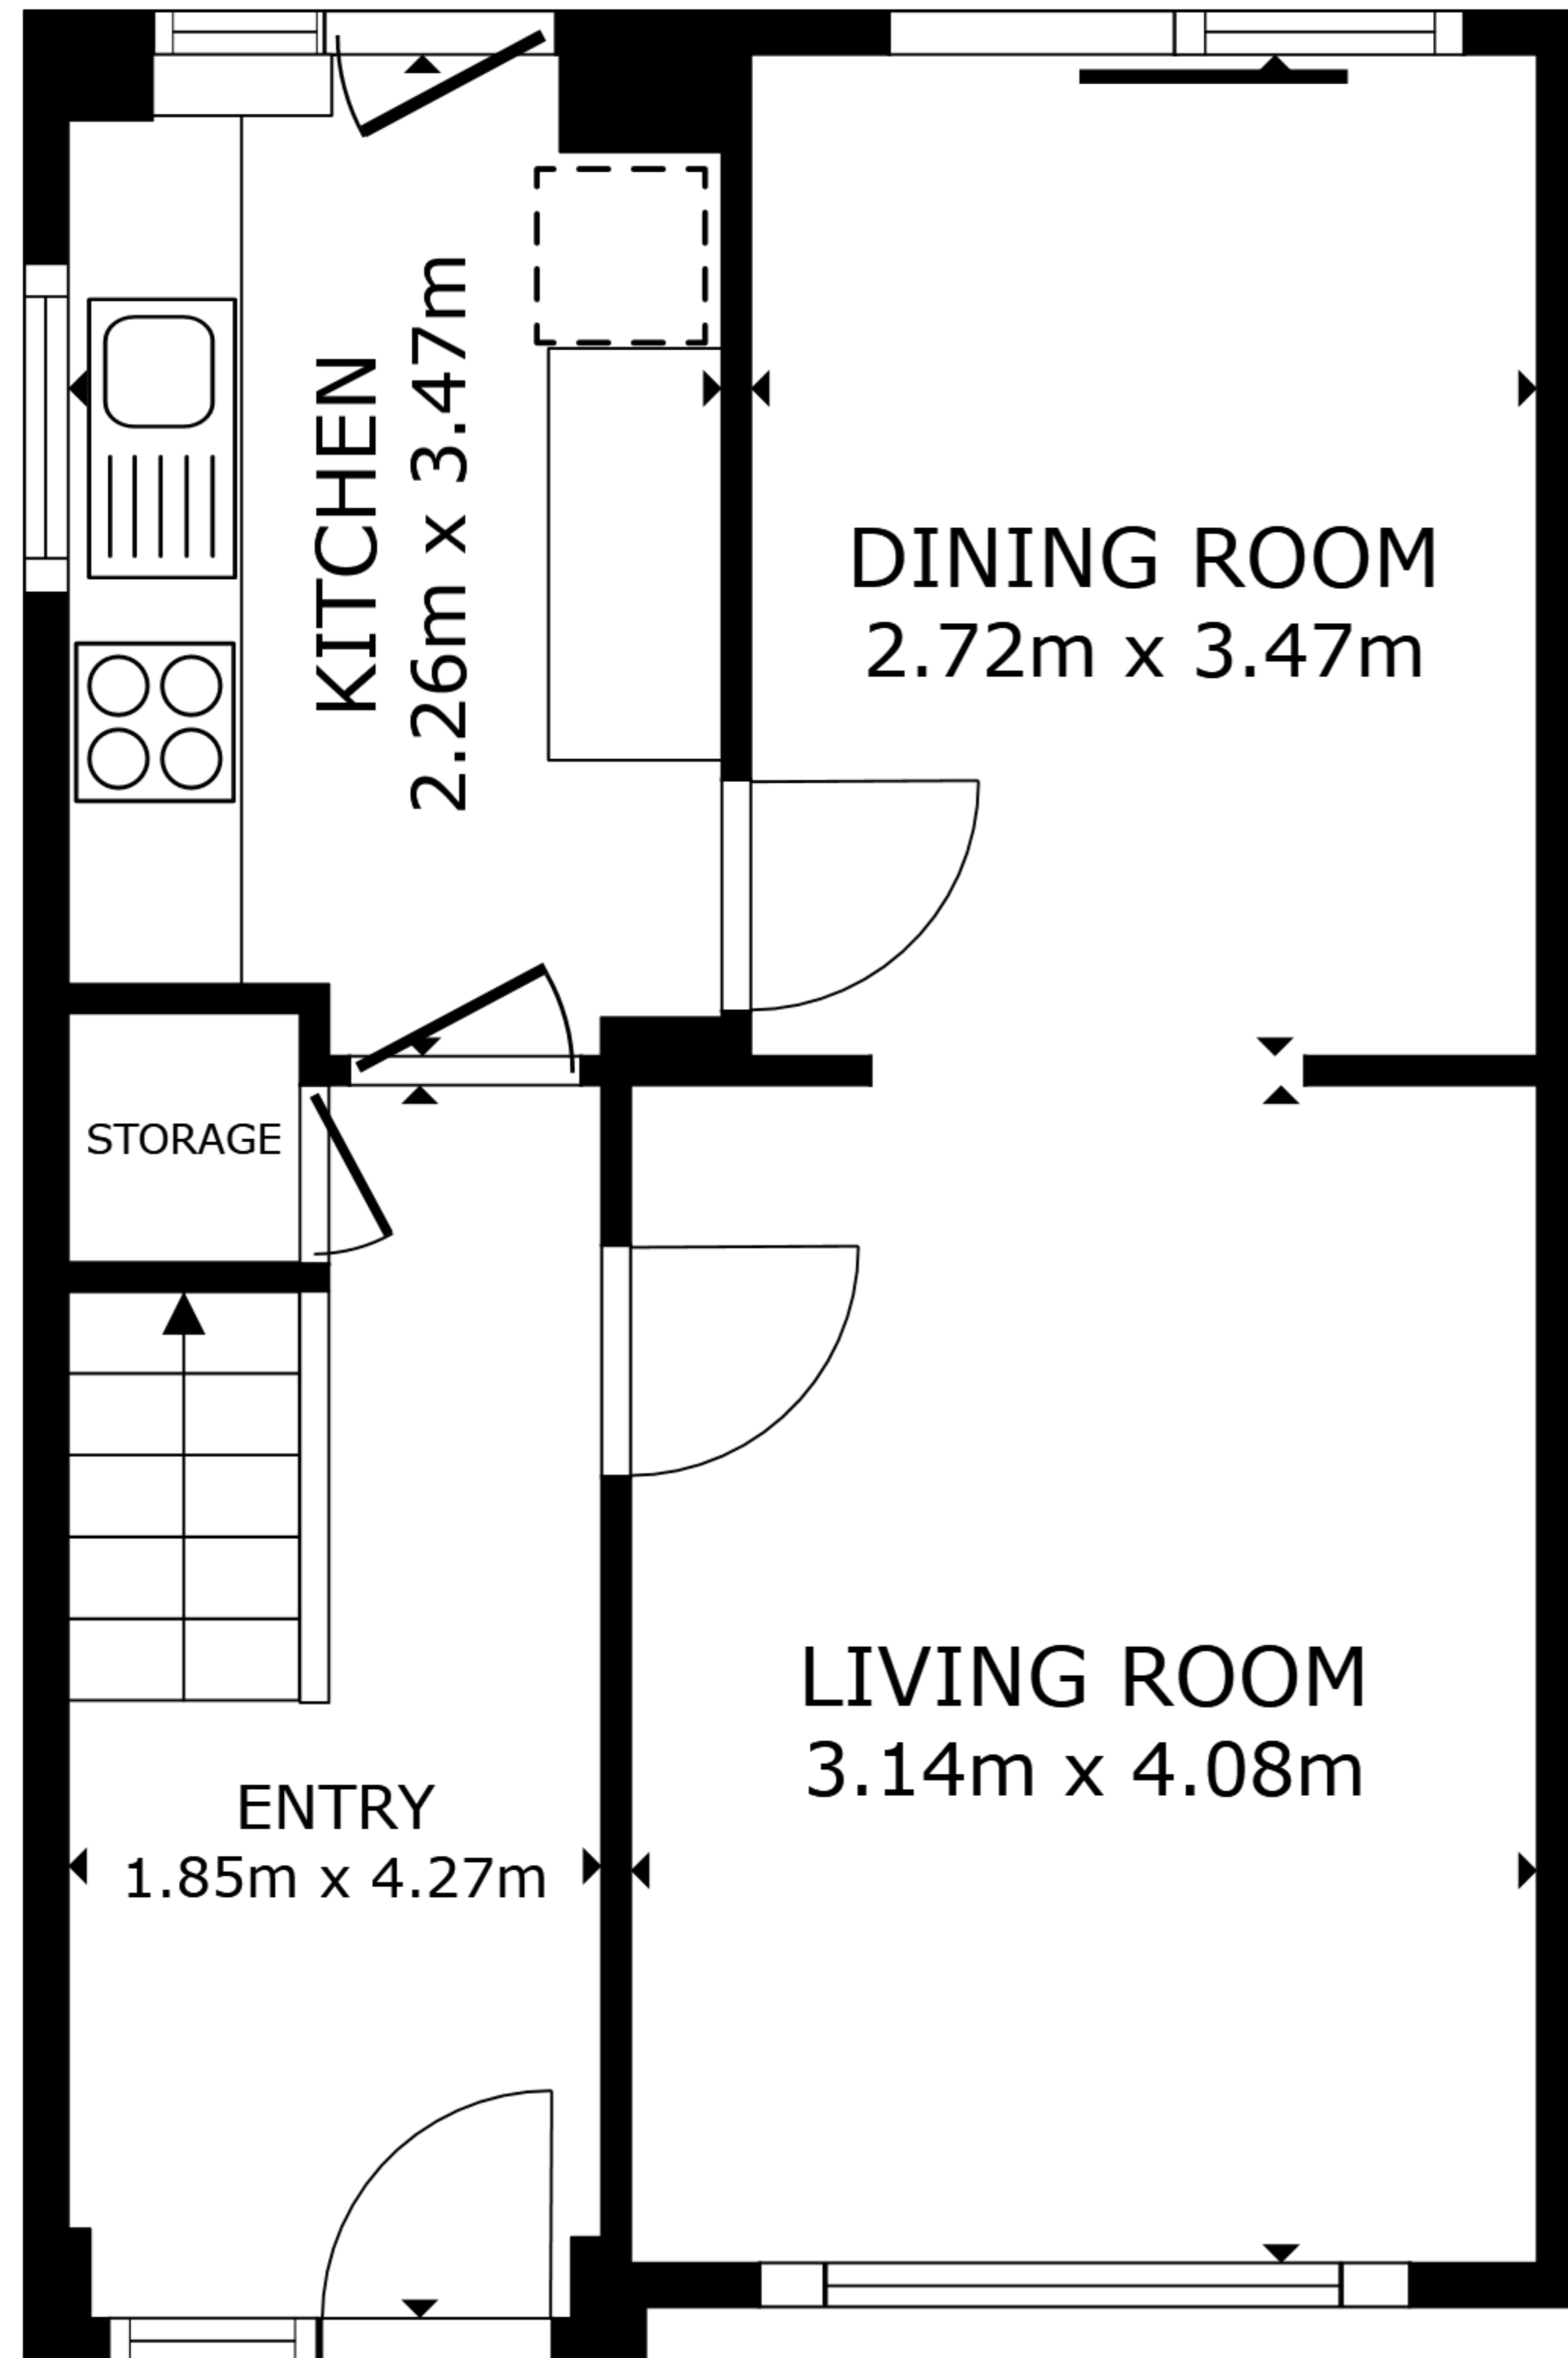 KITCHEN
2.26m x 3.47m
DINING ROOM
2.72m x 3.47m
STORAGE
LIVING ROOM
3.14m x 4.08m
ENTRY
1.85m x 4.27m